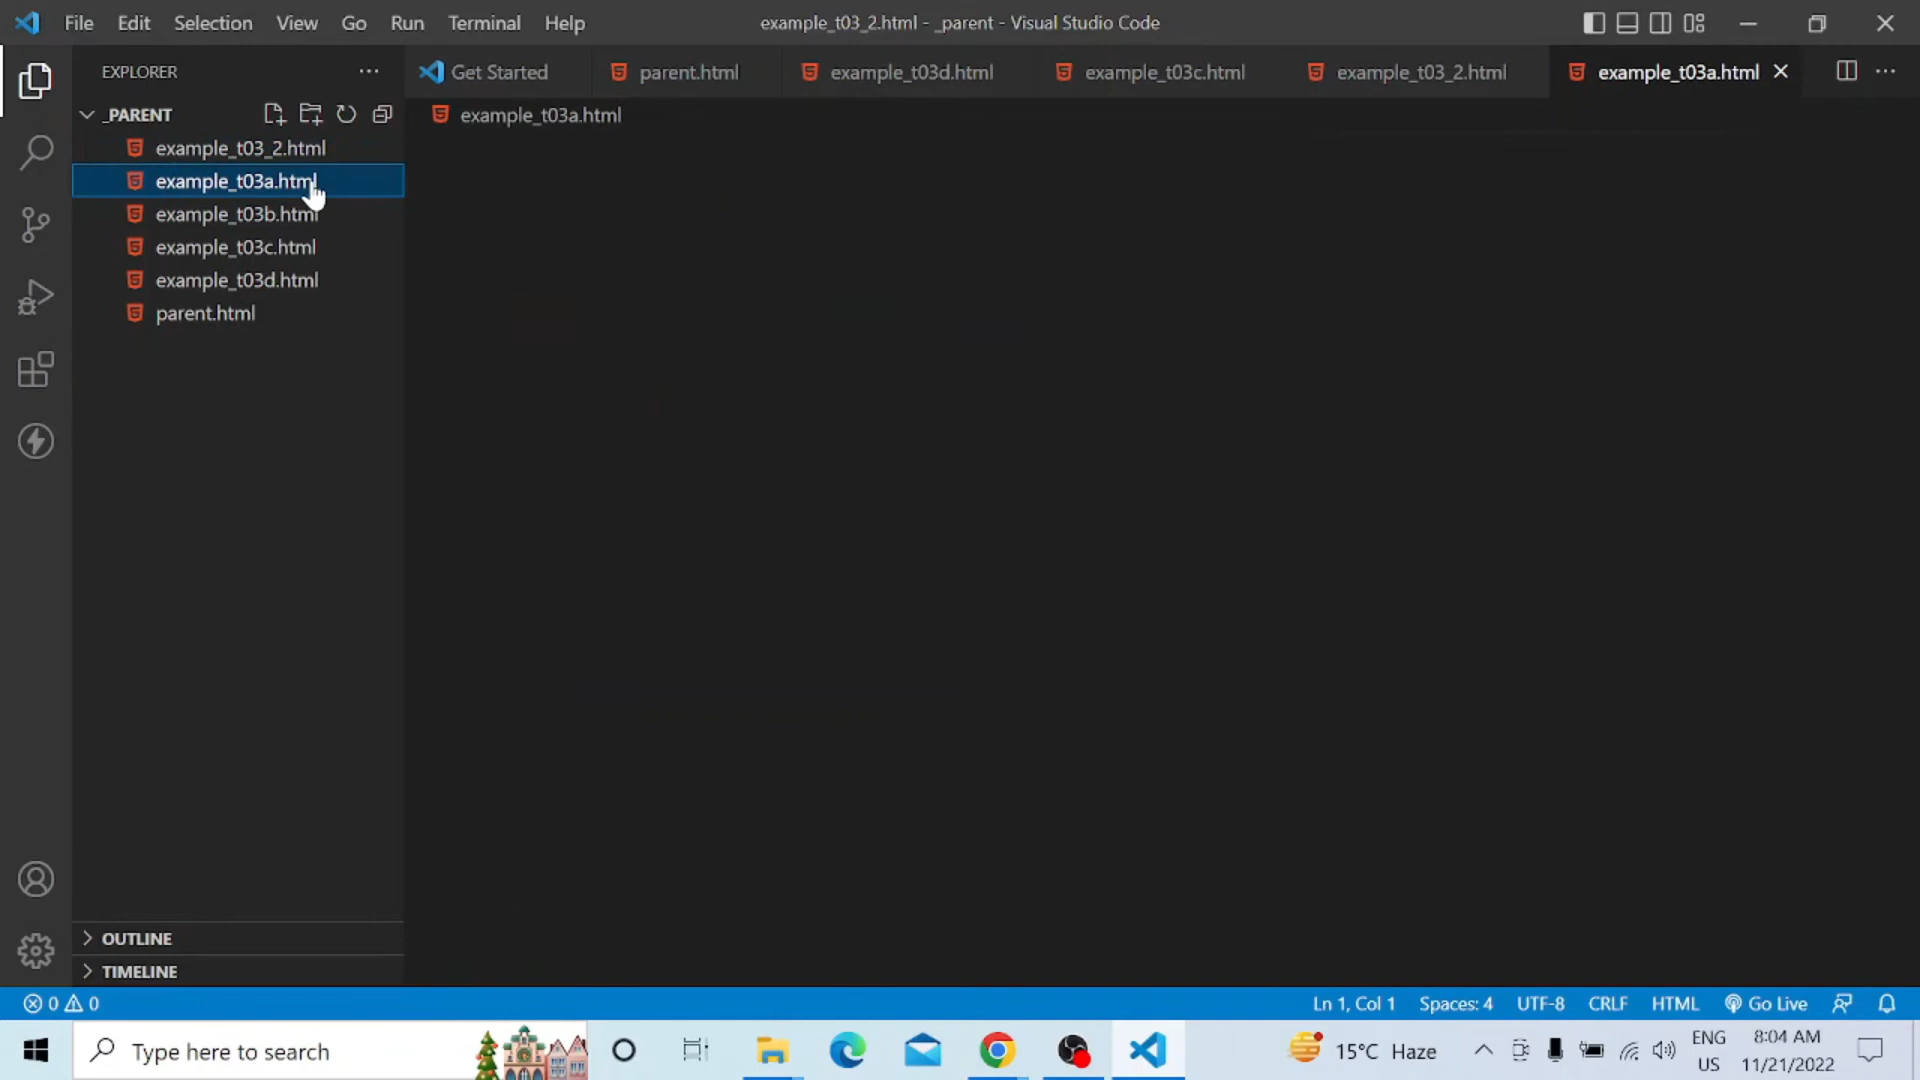 File Edit Selection View Go Run Terminal Help
example_t03_2.html - _parent - Visual Studio Code
EXPLORER
Get Started
parent.html
example_t03d.html
example_t03c.html
example_t03_2.html
example_t03a.html
_PARENT
example_t03a.html
example_t03_2.html
example_t03a.html
example_t03b.html
example_t03c.html
example_t03d.html
parent.html
OUTLINE
TIMELINE
0 0
Ln 1, Col 1 Spaces: 4 UTF-8 CRLF HTML Go Live
Type here to search
15°C Haze
ENG
US
8:04 AM
11/21/2022